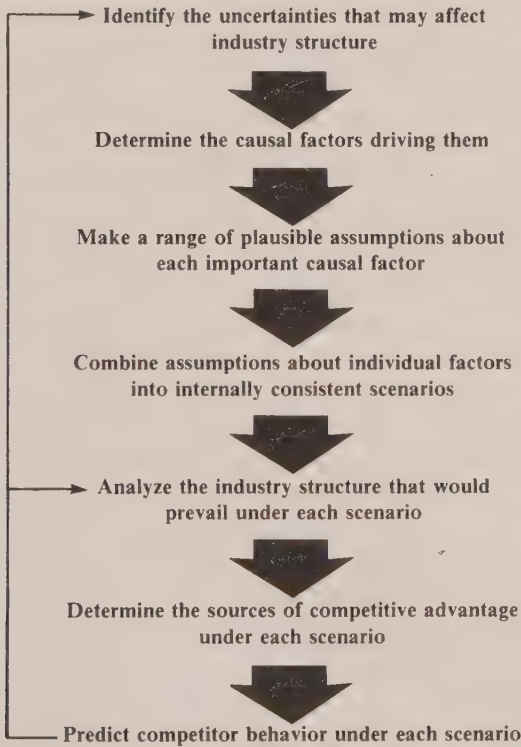 Identify the uncertainties that may affect
industry structure
Determine the causal factors driving them
Make a range of plausible assumptions about
each important causal factor
Combine assumptions about individual factors
into internally consistent scenarios
Analyze the industry structure that would
prevail under each scenario
Determine the sources of competitive advantage
under each scenario
Predict competitor behavior under each scenario